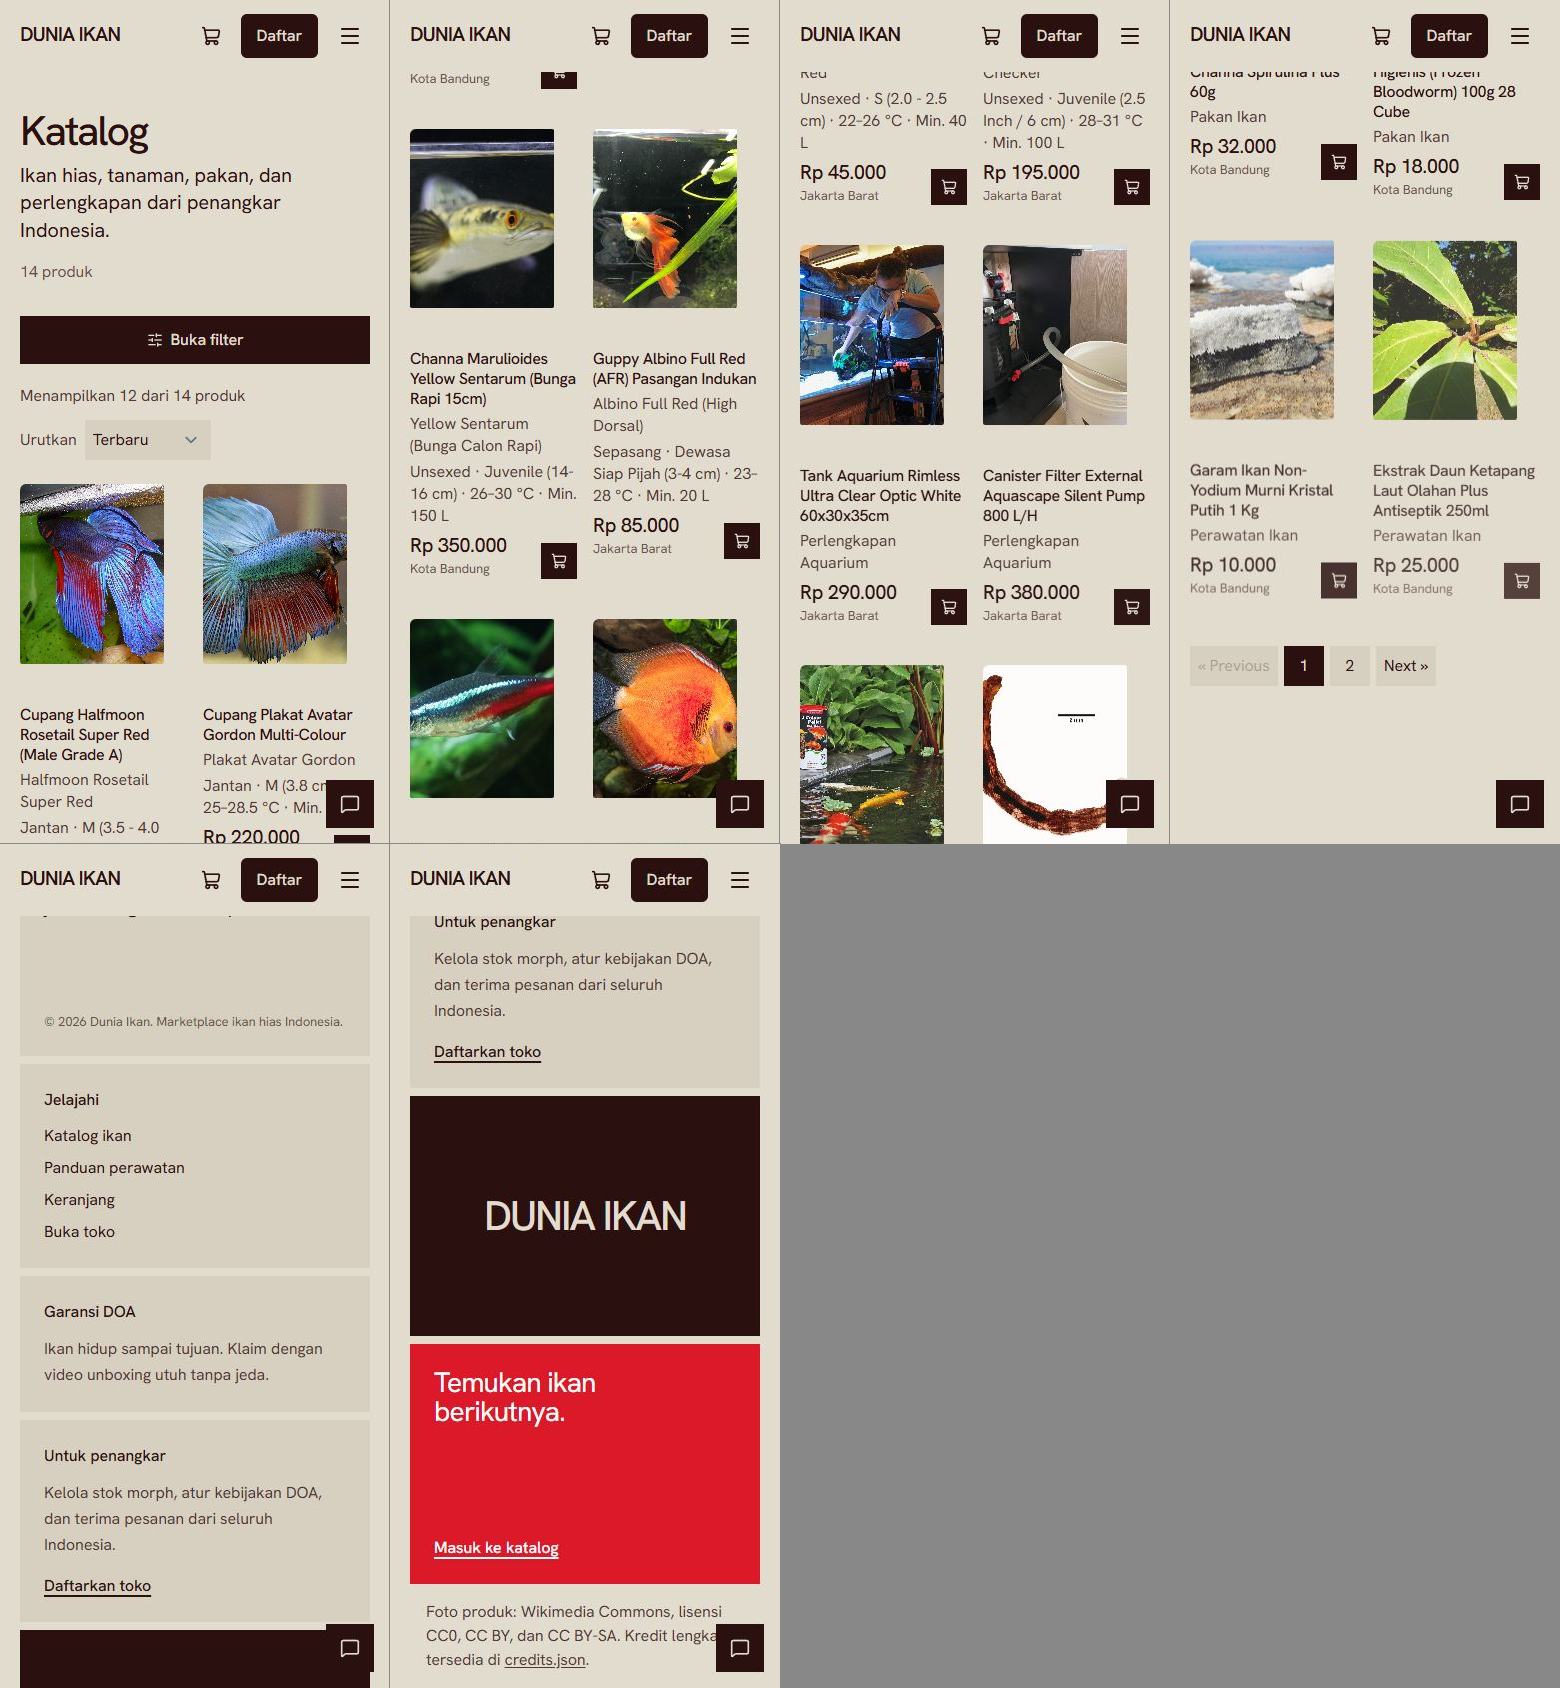 DUNIA IKAN
Daftar
Katalog
Ikan hias, tanaman, pakan, dan
perlengkapan dari penangkar
Indonesia.
14 produk
Buka filter
Menampilkan 12 dari 14 produk
Urutkan
Terbaru
Cupang Halfmoon
Rosetail Super Red
(Male Grade A)
Halfmoon Rosetail
Super Red
Jantan · M (3.5 - 4.0
Cupang Plakat Avatar
Gordon Multi-Colour
Plakat Avatar Gordon
Jantan · M (3.8 cm
25–28.5 °C · Min.
Rp 220.000
DUNIA IKAN
Daftar
Kota Bandung
Channa Marulioides
Yellow Sentarum (Bunga
Rapi 15cm)
Yellow Sentarum
(Bunga Calon Rapi)
Unsexed · Juvenile (14-
16 cm) · 26–30 °C · Min.
150 L
Rp 350.000
Kota Bandung
Guppy Albino Full Red
(AFR) Pasangan Indukan
Albino Full Red (High
Dorsal)
Sepasang · Dewasa
Siap Pijah (3-4 cm) · 23–
28 °C · Min. 20 L
Rp 85.000
Jakarta Barat
DUNIA IKAN
Daftar
Red
Unsexed · S (2.0 - 2.5
cm) · 22–26 °C · Min. 40
L
Rp 45.000
Jakarta Barat
Checker
Unsexed · Juvenile (2.5
Inch / 6 cm) · 28–31 °C
· Min. 100 L
Rp 195.000
Jakarta Barat
Tank Aquarium Rimless
Ultra Clear Optic White
60x30x35cm
Perlengkapan
Aquarium
Rp 290.000
Jakarta Barat
Canister Filter External
Aquascape Silent Pump
800 L/H
Perlengkapan
Aquarium
Rp 380.000
Jakarta Barat
DUNIA IKAN
Daftar
Channa Spirulina Plus
60g
Pakan Ikan
Rp 32.000
Kota Bandung
Higienis (Frozen
Bloodworm) 100g 28
Cube
Pakan Ikan
Rp 18.000
Kota Bandung
Garam Ikan Non-
Yodium Murni Kristal
Putih 1 Kg
Perawatan Ikan
Rp 10.000
Kota Bandung
Ekstrak Daun Ketapang
Laut Olahan Plus
Antiseptik 250ml
Perawatan Ikan
Rp 25.000
Kota Bandung
« Previous
1
2
Next »
DUNIA IKAN
Daftar
© 2026 Dunia Ikan. Marketplace ikan hias Indonesia.
Jelajahi
Katalog ikan
Panduan perawatan
Keranjang
Buka toko
Garansi DOA
Ikan hidup sampai tujuan. Klaim dengan
video unboxing utuh tanpa jeda.
Untuk penangkar
Kelola stok morph, atur kebijakan DOA,
dan terima pesanan dari seluruh
Indonesia.
Daftarkan toko
DUNIA IKAN
Daftar
Untuk penangkar
Kelola stok morph, atur kebijakan DOA,
dan terima pesanan dari seluruh
Indonesia.
Daftarkan toko
DUNIA IKAN
Temukan ikan
berikutnya.
Masuk ke katalog
Foto produk: Wikimedia Commons, lisensi
CC0, CC BY, dan CC BY-SA. Kredit lengka
tersedia di credits.json.